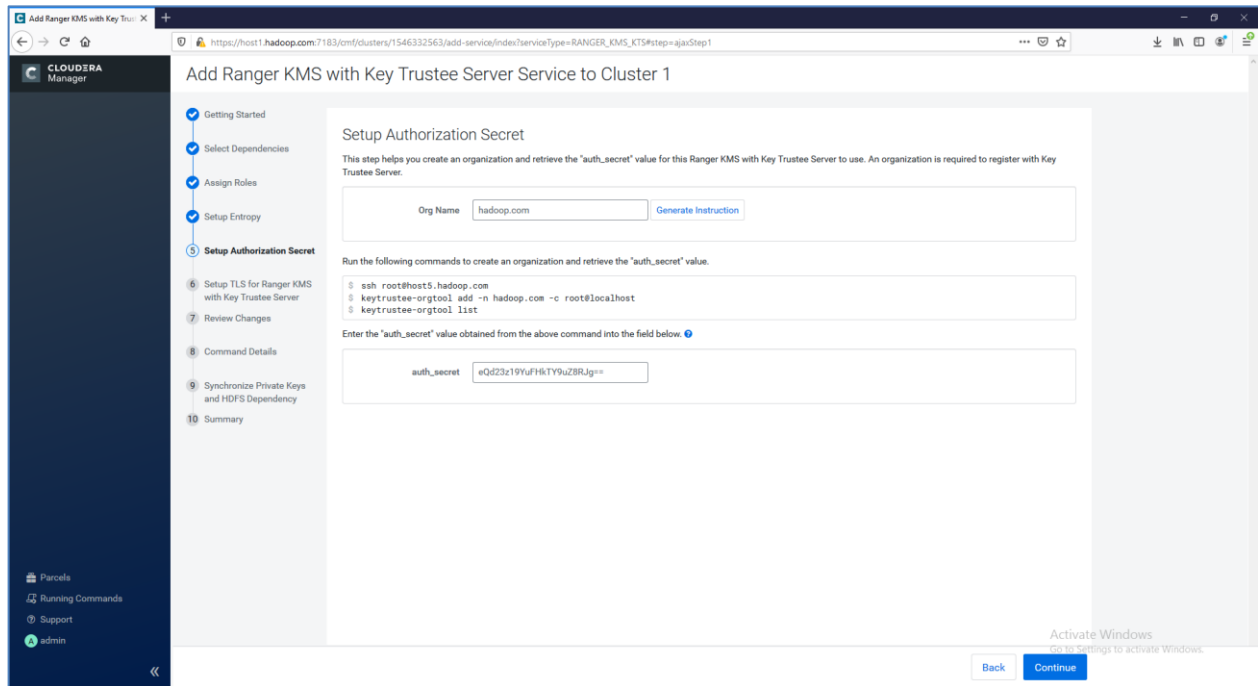 Add Ranger KMS with Key Trus
https://host1.hadoop.com:7183/cmf/clusters/1546332563/add-service/index?serviceType=RANGER_KMS_KTS#step=ajaxStep1
CLOUDERA
Manager
Add Ranger KMS with Key Trustee Server Service to Cluster 1
Getting Started
Select Dependencies
Assign Roles
Setup Entropy
5 Setup Authorization Secret
6 Setup TLS for Ranger KMS
with Key Trustee Server
7 Review Changes
8 Command Details
9 Synchronize Private Keys
and HDFS Dependency
10 Summary
Setup Authorization Secret
This step helps you create an organization and retrieve the "auth_secret" value for this Ranger KMS with Key Trustee Server to use. An organization is required to register with Key
Trustee Server.
Org Name hadoop.com Generate Instruction
Run the following commands to create an organization and retrieve the "auth_secret" value.
$ ssh root@host5.hadoop.com
$ keytrustee-orgtool add -n hadoop.com -c root@localhost
$ keytrustee-orgtool list
Enter the "auth_secret" value obtained from the above command into the field below.
auth_secret eQd23z19YuFHkTY9uZ8RJg==
Parcels
Running Commands
Support
A admin
Activate Windows
Go to Settings to activate Windows.
Back Continue